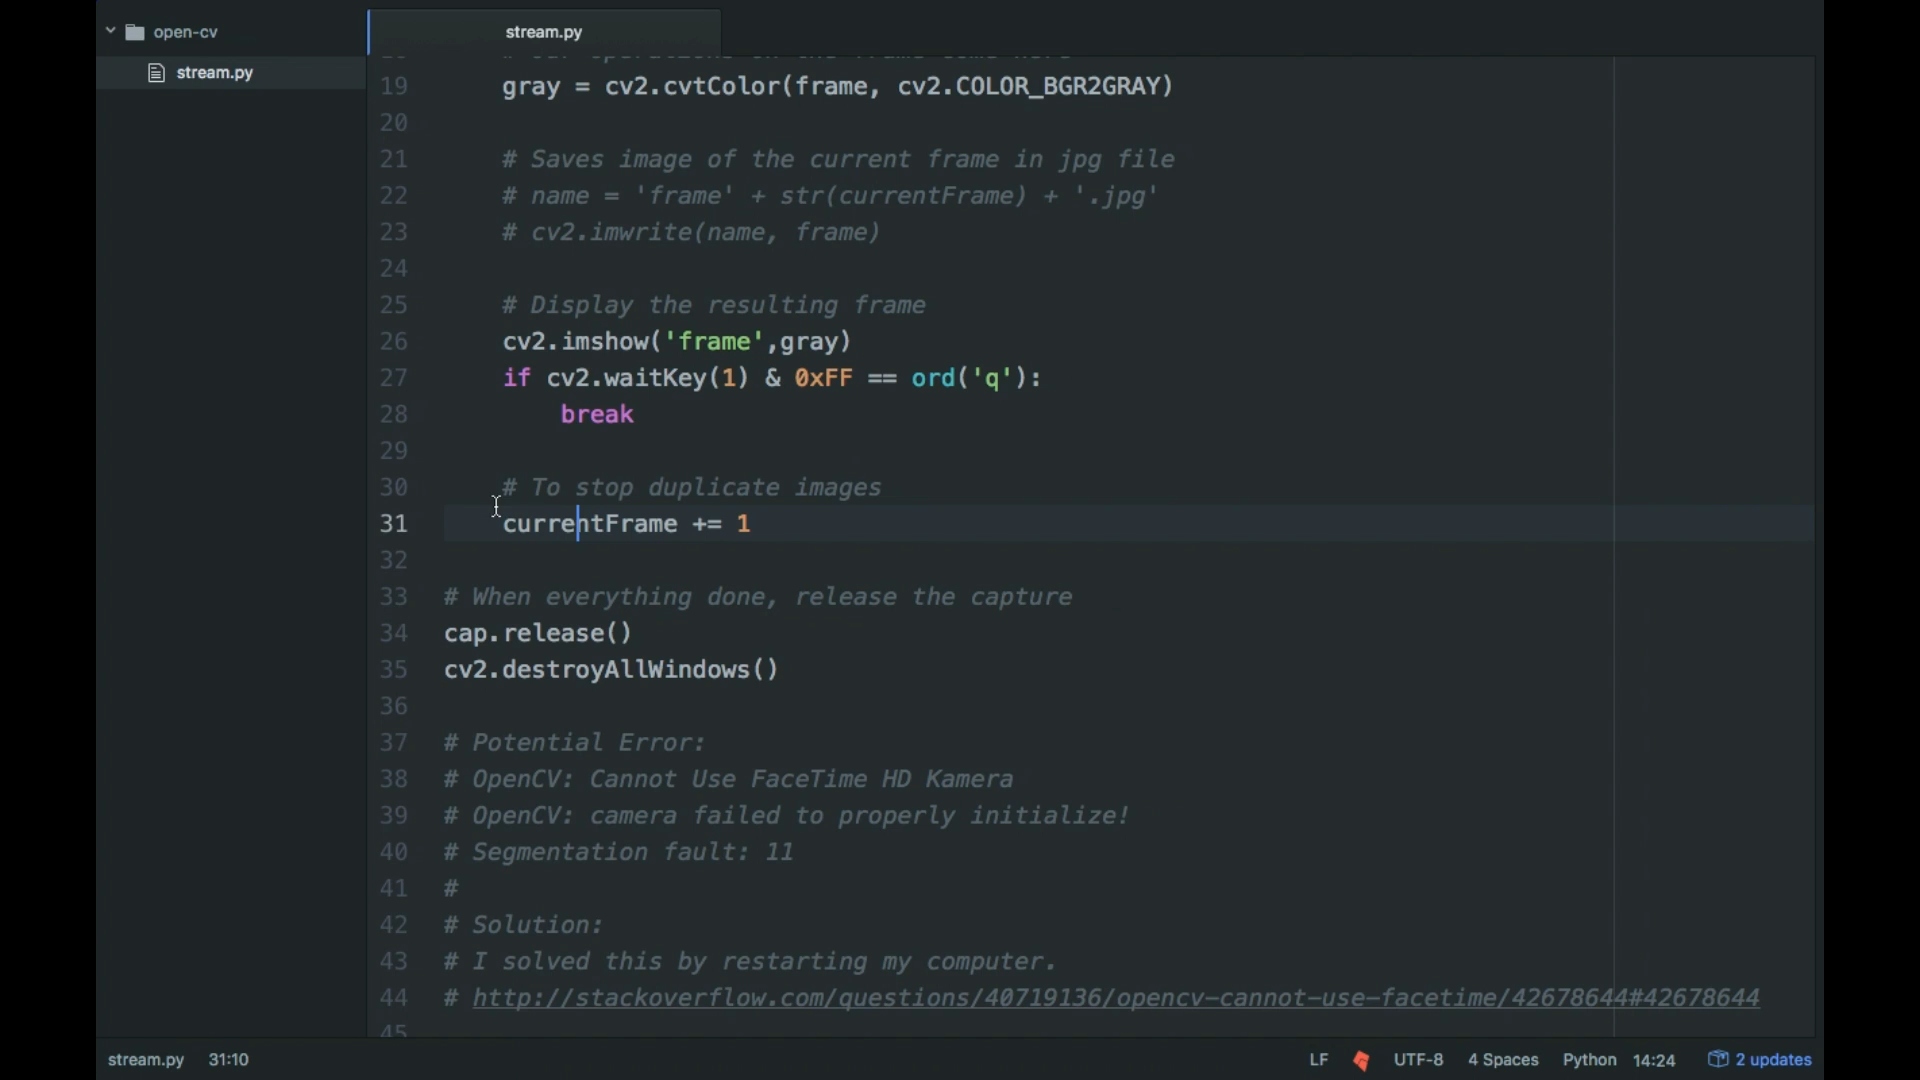 open-cv
stream.py
stream.py
19 gray = cv2.cvtColor(frame, cv2.COLOR_BGR2GRAY)
20
21 # Saves image of the current frame in jpg file
22 # name = 'frame' + str(currentFrame) + '.jpg'
23 # cv2.imwrite(name, frame)
24
25 # Display the resulting frame
26 cv2.imshow('frame',gray)
27 if cv2.waitKey(1) & 0xFF == ord('q'):
28 break
29
30 # To stop duplicate images
31 currentFrame += 1
32
33 # When everything done, release the capture
34 cap.release()
35 cv2.destroyAllWindows()
36
37 # Potential Error:
38 # OpenCV: Cannot Use FaceTime HD Kamera
39 # OpenCV: camera failed to properly initialize!
40 # Segmentation fault: 11
41 #
42 # Solution:
43 # I solved this by restarting my computer.
44 # http://stackoverflow.com/questions/40719136/opencv-cannot-use-facetime/42678644#42678644
45
stream.py 31:10 LF UTF-8 4 Spaces Python 14:24 2 updates